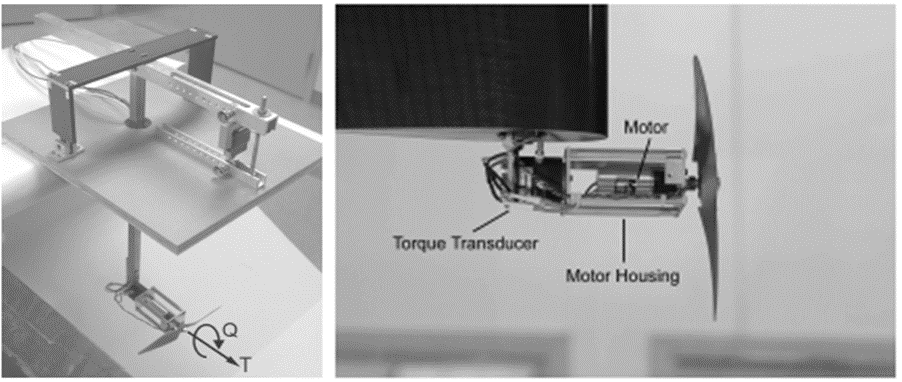 Q
T
Motor
Torque Transducer
Motor Housing